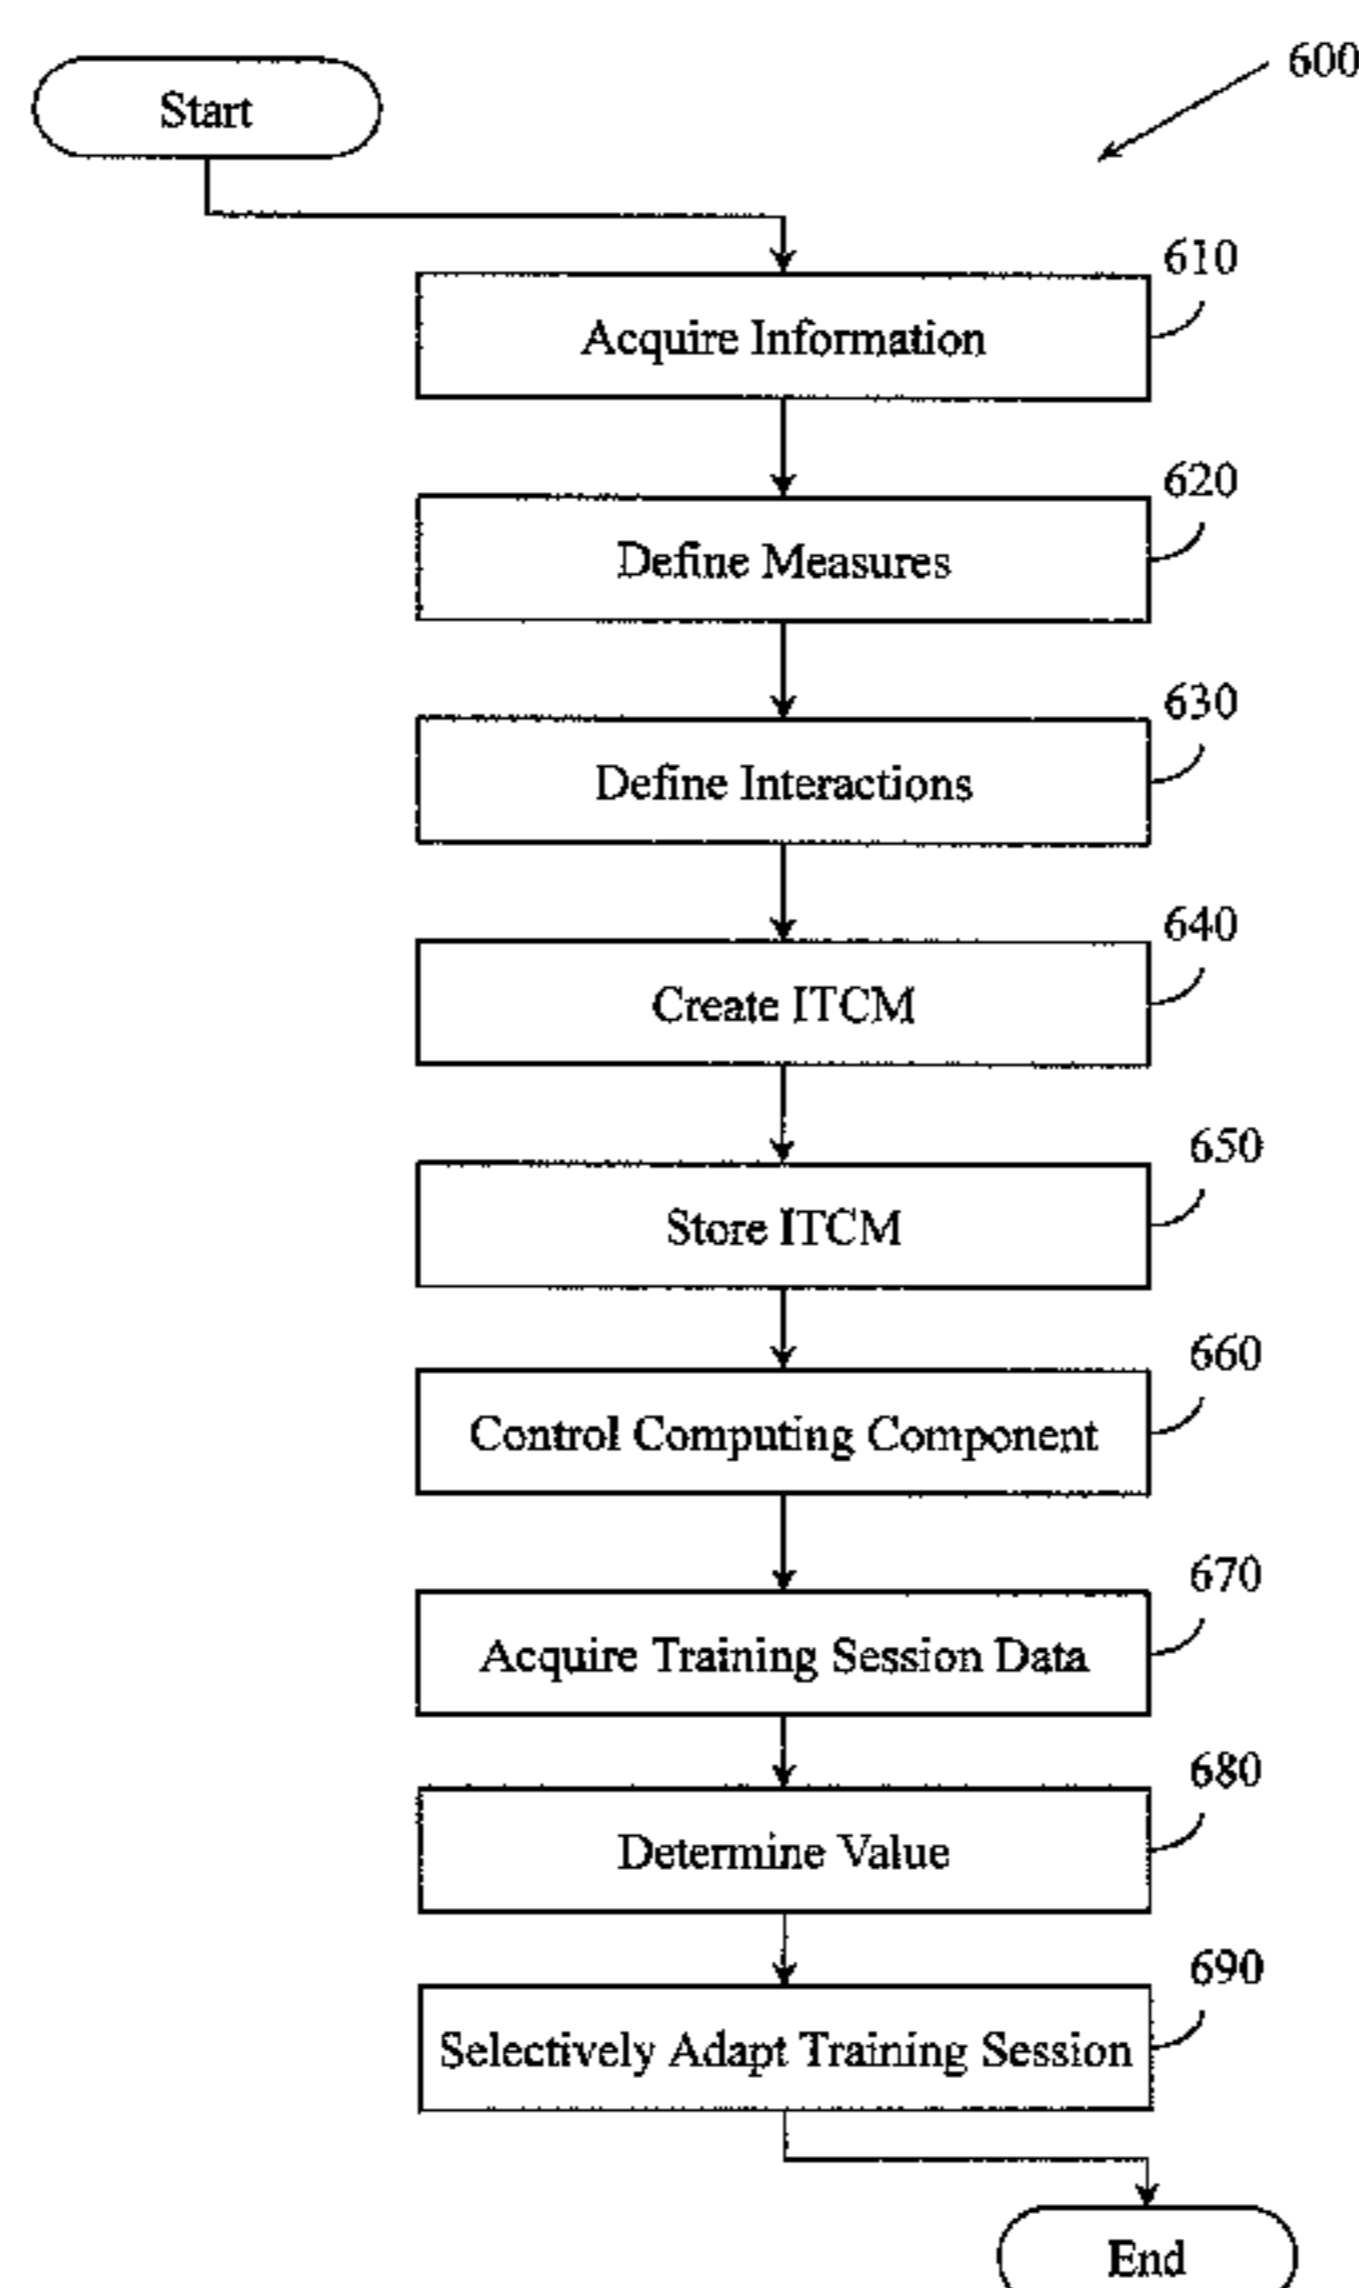 600
Start
610
Acquire Information
620
Define Measures
630
Define Interactions
640
Create ITCM
650
Store ITCM
660
Control Computing Component
670
Acquire Training Session Data
680
Determine Value
690
Selectively Adapt Training Session
End